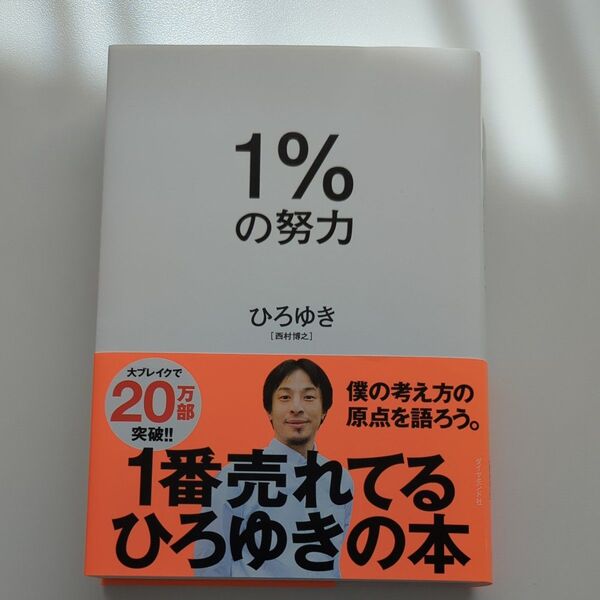 1%
の努力
ひろゆき
[西村博之]
大ブレイクで
20万部
突破!!
僕の考え方の
原点を語ろう。
ダイヤモンド社
1番売れてる
ひろゆきの本